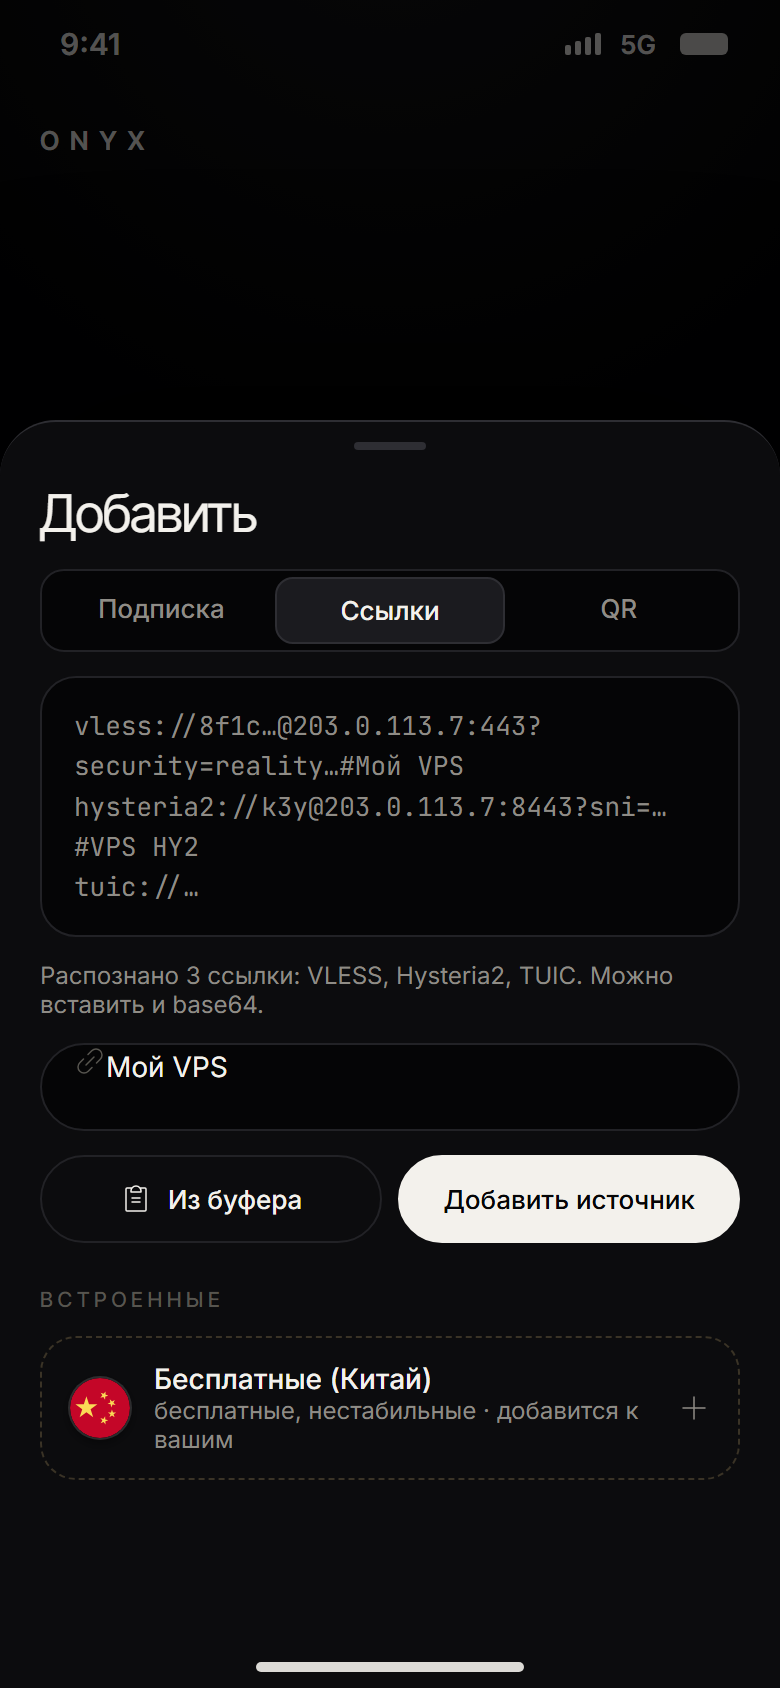 9:41
5G
ONYX
Добавить
Подписка
Ссылки
QR
vless://8f1c…@203.0.113.7:443?
security=reality…#Мой VPS
hysteria2://k3y@203.0.113.7:8443?sni=…
#VPS HY2
tuic://…
Распознано 3 ссылки: VLESS, Hysteria2, TUIC. Можно
вставить и base64.
Мой VPS
Из буфера
Добавить источник
ВСТРОЕННЫЕ
Бесплатные (Китай)
бесплатные, нестабильные · добавится к
вашим